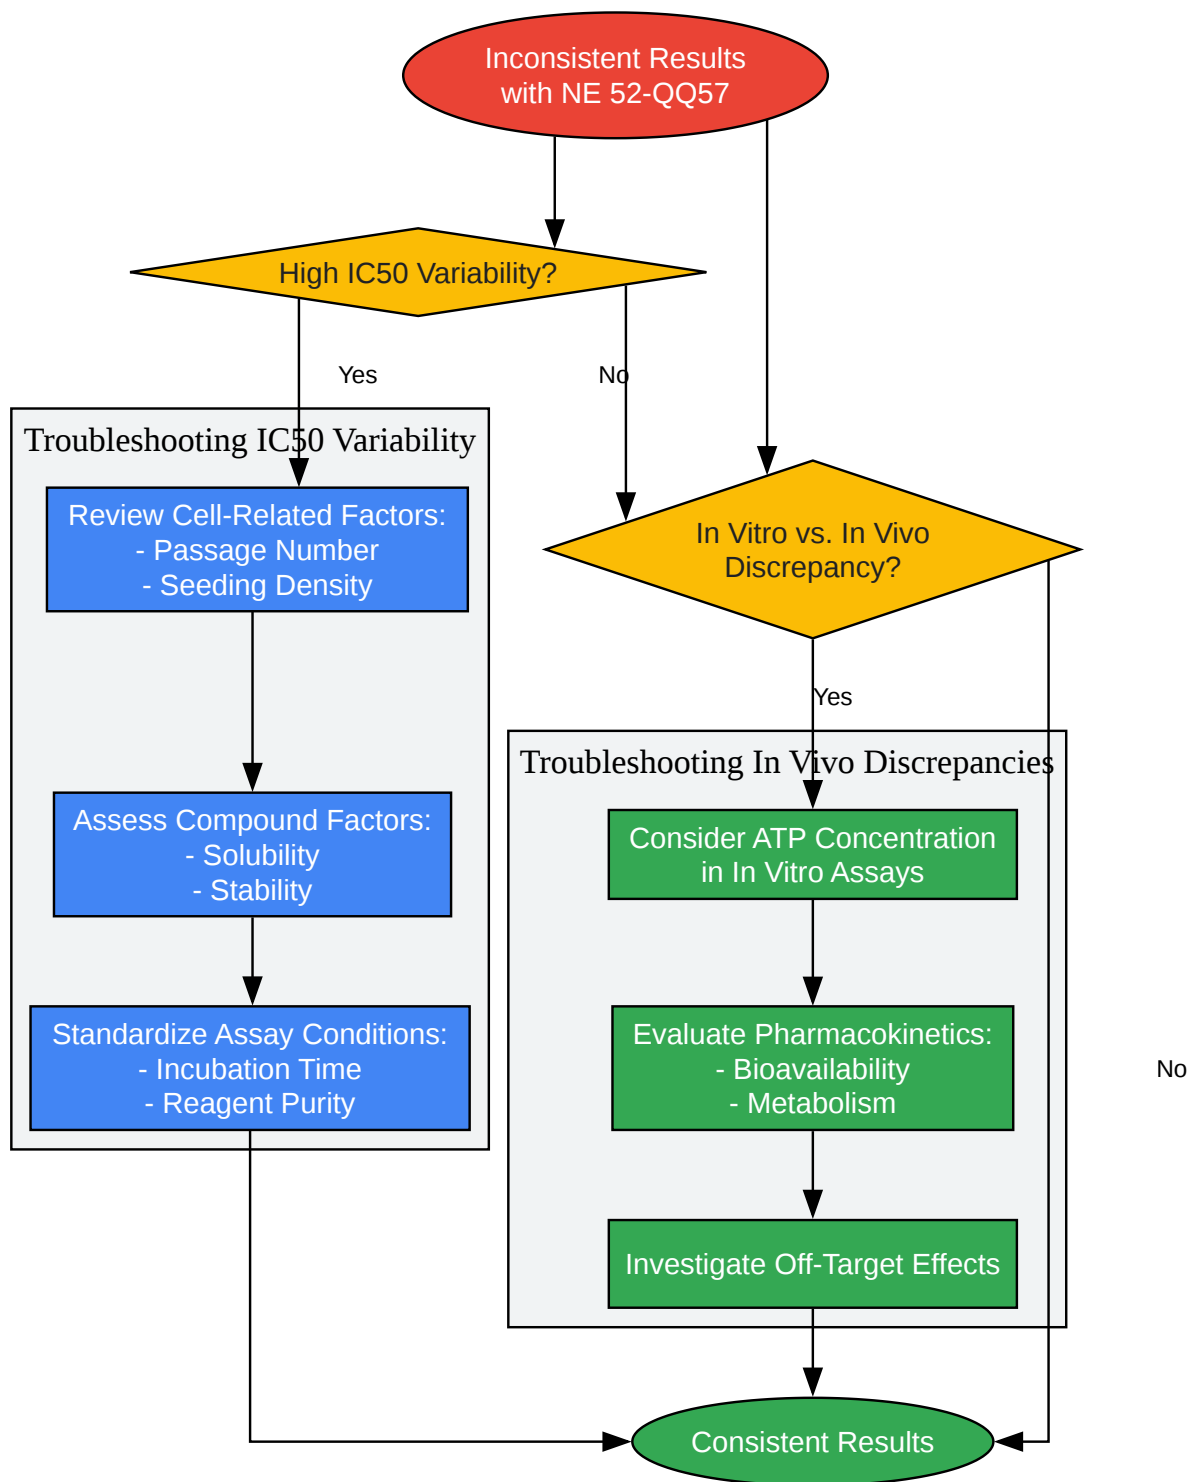 Inconsistent Results
with NE 52-QQ57
High IC50 Variability?
Yes
No
Troubleshooting IC50 Variability
Review Cell-Related Factors:
- Passage Number
- Seeding Density
In Vitro vs. In Vivo
Discrepancy?
Yes
Troubleshooting In Vivo Discrepancies
Assess Compound Factors:
- Solubility
- Stability
Consider ATP Concentration
in In Vitro Assays
Standardize Assay Conditions:
- Incubation Time
- Reagent Purity
Evaluate Pharmacokinetics:
- Bioavailability
- Metabolism
No
Investigate Off-Target Effects
Consistent Results